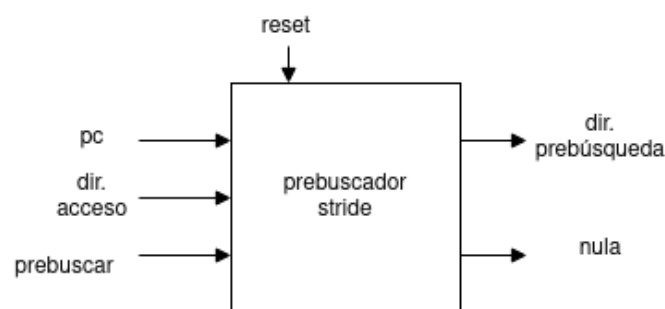 reset
pc
dir.
acceso
prebuscar
prebuscador
stride
dir.
prebúsqueda
nula